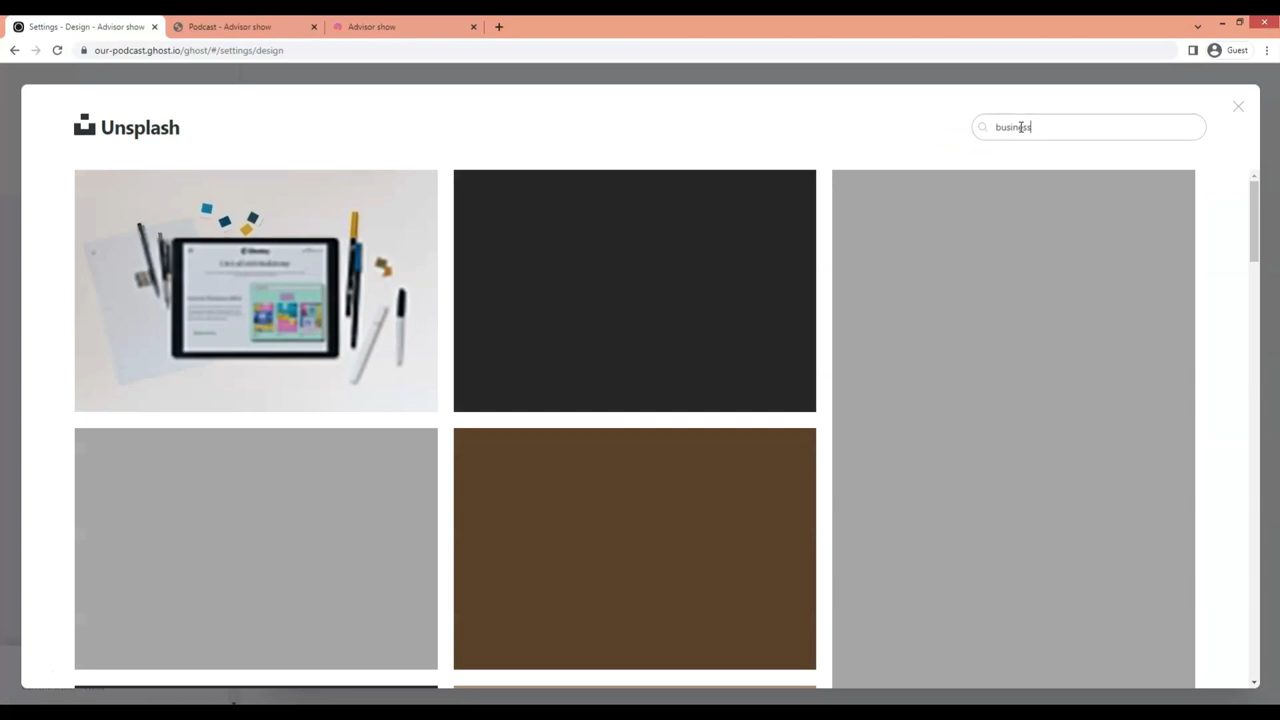 Settings - Design - Advisor show
Podcast - Advisor show
Advisor show
our-podcast.ghost.io/ghost/#/settings/design
Guest
Unsplash
business